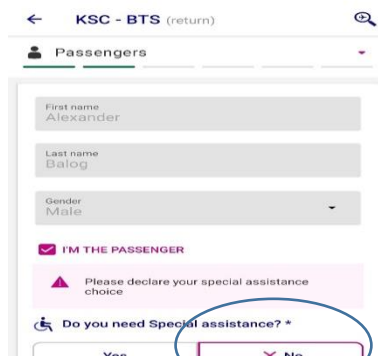 KSC - BTS (return)
Passengers
First name
Alexander
Last name
Balog
Gender
Male
I'M THE PASSENGER
Please declare your special assistance
choice
Do you need Special assistance? *
Yes
No